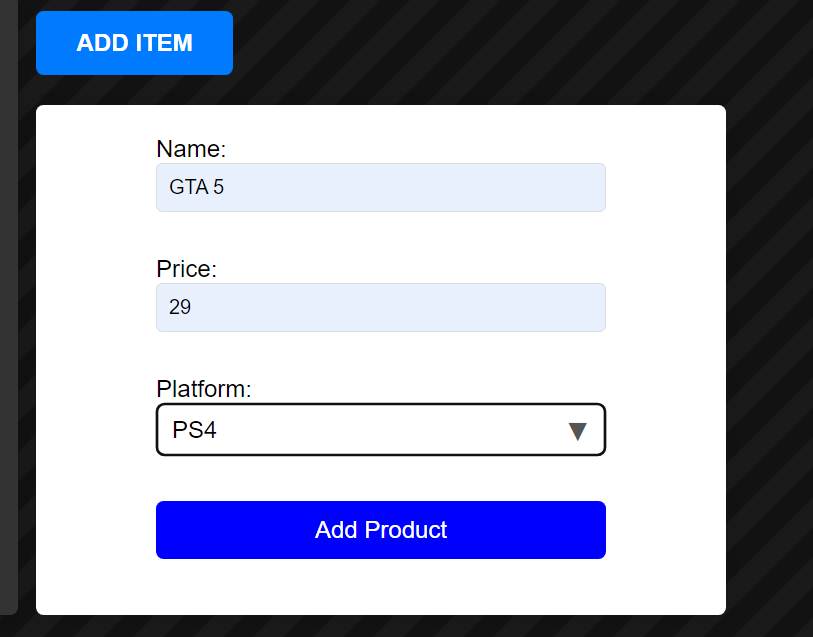 ADD ITEM
Name:
GTA 5
Price:
29
Platform:
PS4
Add Product